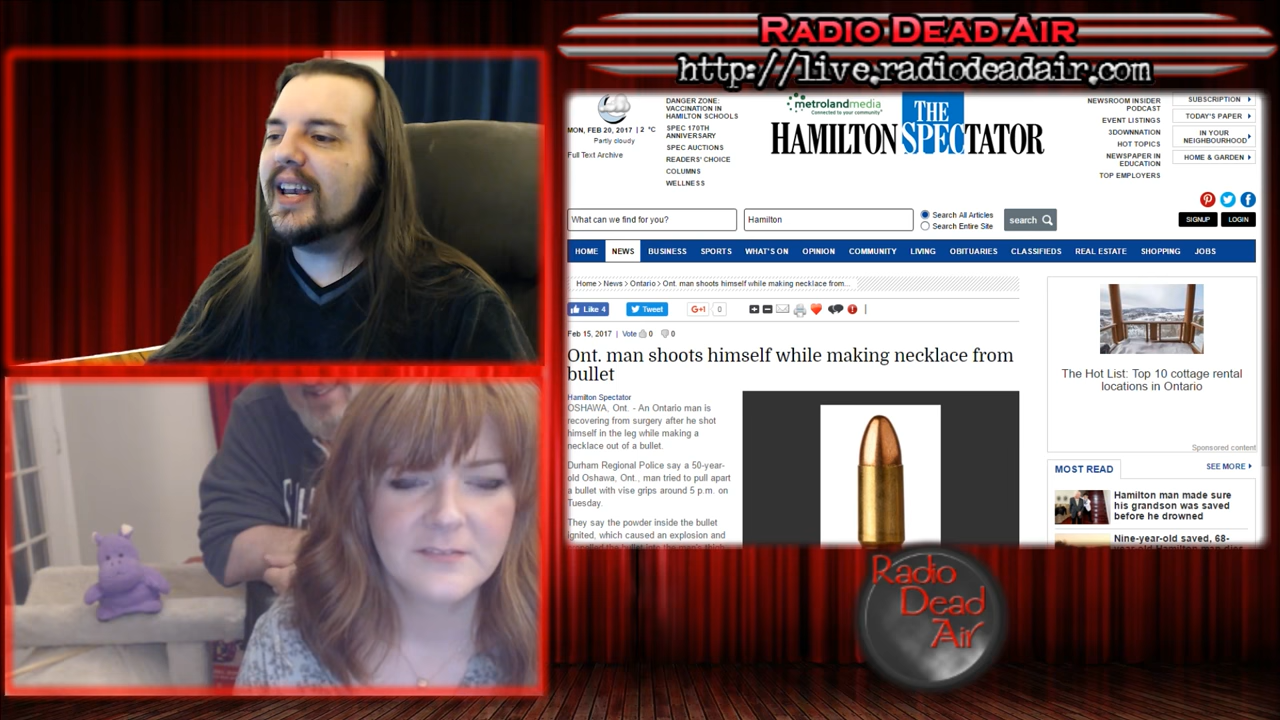 Radio Dead Air
http://live.radiodeadair.com
MON, FEB 20, 2017 | 2 °C
Partly cloudy
Full Text Archive
DANGER ZONE:
VACCINATION IN
HAMILTON SCHOOLS
SPEC 170TH
ANNIVERSARY
SPEC AUCTIONS
READERS' CHOICE
COLUMNS
WELLNESS
metrolandmedia
Connected to your community
THE
HAMILTON SPECTATOR
NEWSROOM INSIDER
PODCAST
EVENT LISTINGS
3DOWNNATION
HOT TOPICS
NEWSPAPER IN
EDUCATION
TOP EMPLOYERS
SUBSCRIPTION
TODAY'S PAPER
IN YOUR
NEIGHBOURHOOD
HOME & GARDEN
What can we find for you?
Hamilton
Search All Articles
Search Entire Site
search
SIGNUP
LOGIN
HOME NEWS BUSINESS SPORTS WHAT'S ON OPINION COMMUNITY LIVING OBITUARIES CLASSIFIEDS REAL ESTATE SHOPPING JOBS
Home > News > Ontario > Ont. man shoots himself while making necklace from...
Like 4
Tweet
G+1 0
Feb 15, 2017 | Vote 0 0
Ont. man shoots himself while making necklace from
bullet
Hamilton Spectator
OSHAWA, Ont. - An Ontario man is
recovering from surgery after he shot
himself in the leg while making a
necklace out of a bullet.
Durham Regional Police say a 50-year-
old Oshawa, Ont., man tried to pull apart
a bullet with vise grips around 5 p.m. on
Tuesday.
They say the powder inside the bullet
ignited, which caused an explosion and
The Hot List: Top 10 cottage rental
locations in Ontario
Sponsored content
MOST READ
SEE MORE
Hamilton man made sure
his grandson was saved
before he drowned
Nine-year-old saved, 68-
Radio
Dead
Air